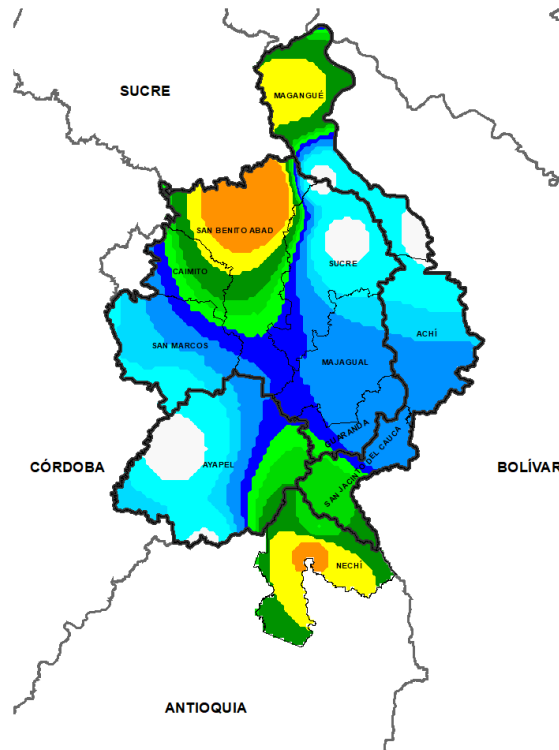 SUCRE
MAGANGUÉ
SAN BENITO ABAD
SUCRE
CAIMITO
ACHÍ
SAN MARCOS
MAJAGUAL
GUARANDA
CÓRDOBA
AYAPEL
SAN JACINTO DEL CAUCA
BOLÍVAR
NECHÍ
ANTIOQUIA